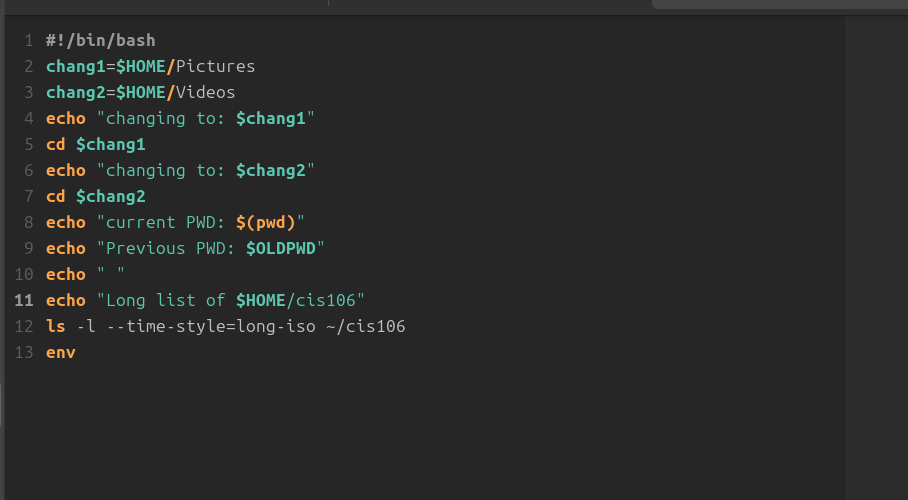 1 #!/bin/bash
2 chang1=$HOME/Pictures
3 chang2=$HOME/Videos
4 echo "changing to: $chang1"
5 cd $chang1
6 echo "changing to: $chang2"
7 cd $chang2
8 echo "current PWD: $(pwd)"
9 echo "Previous PWD: $OLDPWD"
10 echo " "
11 echo "Long list of $HOME/cis106"
12 ls -l --time-style=long-iso ~/cis106
13 env